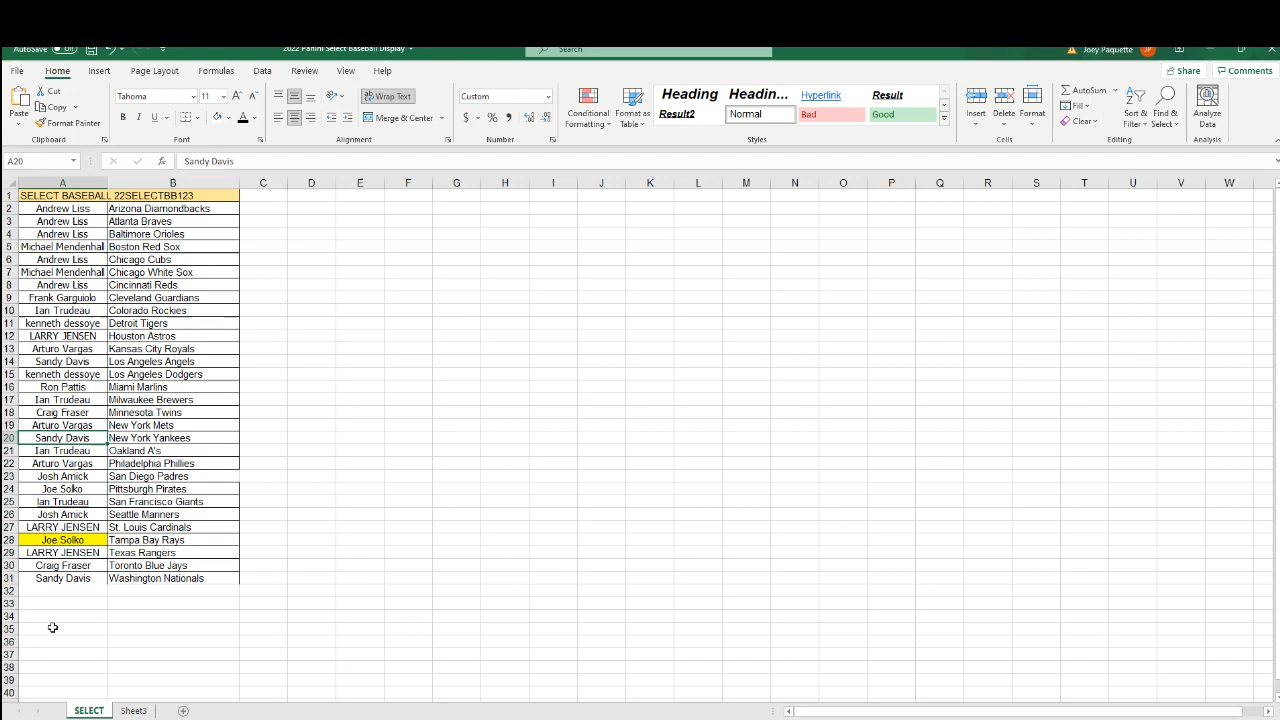 AutoSave Off 2022 Panini Select Baseball Display Search Joey Paquette JP
File Home Insert Page Layout Formulas Data Review View Help Share Comments
Paste Cut Copy Format Painter Clipboard
Tahoma 11 B I U Font
Wrap Text Merge & Center Alignment
Custom $ % Number
Conditional Formatting Format as Table Heading Headin... Hyperlink Result Result2 Normal Bad Good Styles
Insert Delete Format Cells
AutoSum Fill Clear Sort & Filter Find & Select Editing
Analyze Data Analysis
A20 fx Sandy Davis
A B C D E F G H I J K L M N O P Q R S T U V W
1 SELECT BASEBALL 22SELECTBB123
2 Andrew Liss Arizona Diamondbacks
3 Andrew Liss Atlanta Braves
4 Andrew Liss Baltimore Orioles
5 Michael Mendenhal Boston Red Sox
6 Andrew Liss Chicago Cubs
7 Michael Mendenhal Chicago White Sox
8 Andrew Liss Cincinnati Reds
9 Frank Garguiolo Cleveland Guardians
10 Ian Trudeau Colorado Rockies
11 kenneth dessoye Detroit Tigers
12 LARRY JENSEN Houston Astros
13 Arturo Vargas Kansas City Royals
14 Sandy Davis Los Angeles Angels
15 kenneth dessoye Los Angeles Dodgers
16 Ron Pattis Miami Marlins
17 Ian Trudeau Milwaukee Brewers
18 Craig Fraser Minnesota Twins
19 Arturo Vargas New York Mets
20 Sandy Davis New York Yankees
21 Ian Trudeau Oakland A's
22 Arturo Vargas Philadelphia Phillies
23 Josh Amick San Diego Padres
24 Joe Solko Pittsburgh Pirates
25 Ian Trudeau San Francisco Giants
26 Josh Amick Seattle Mariners
27 LARRY JENSEN St. Louis Cardinals
28 Joe Solko Tampa Bay Rays
29 LARRY JENSEN Texas Rangers
30 Craig Fraser Toronto Blue Jays
31 Sandy Davis Washington Nationals
32
33
34
35
36
37
38
39
40
SELECT Sheet3